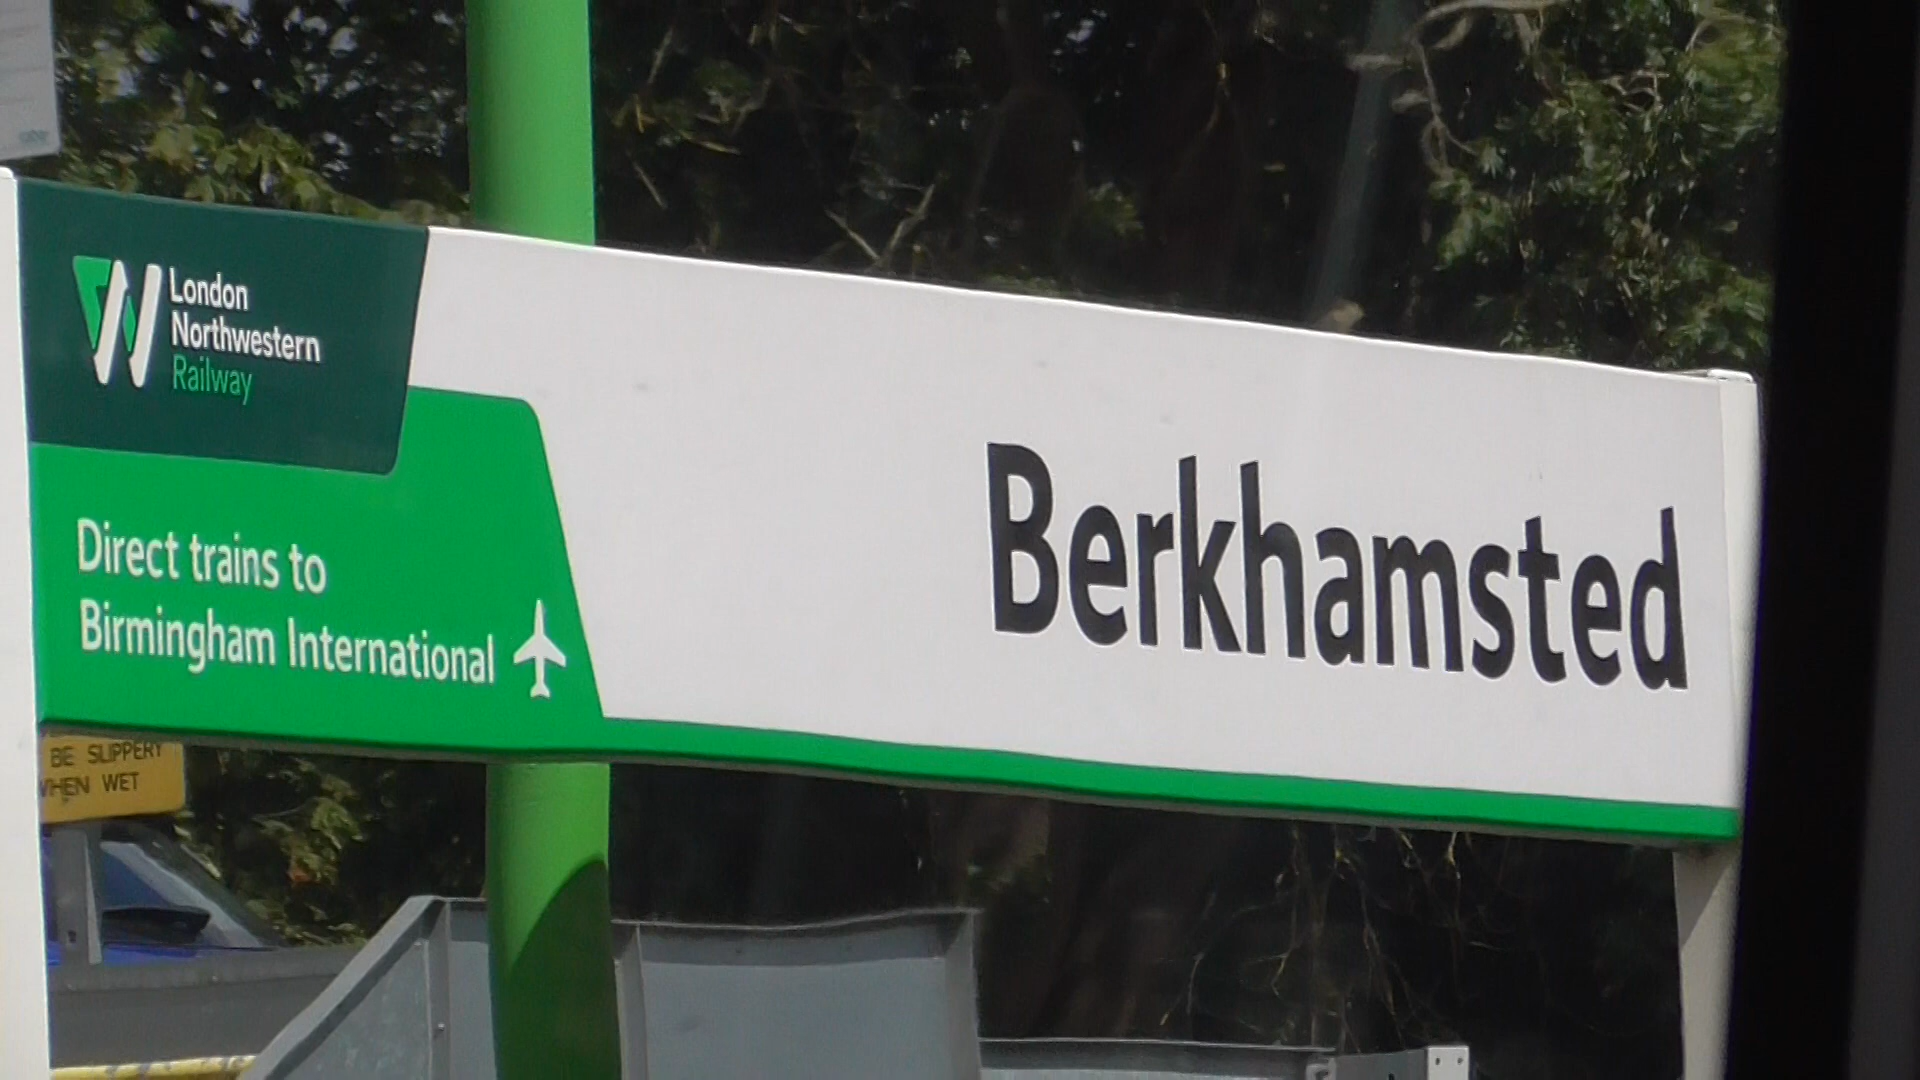 London
Northwestern
Railway
Direct trains to
Birmingham International
Berkhamsted
BE SLIPPERY
WHEN WET